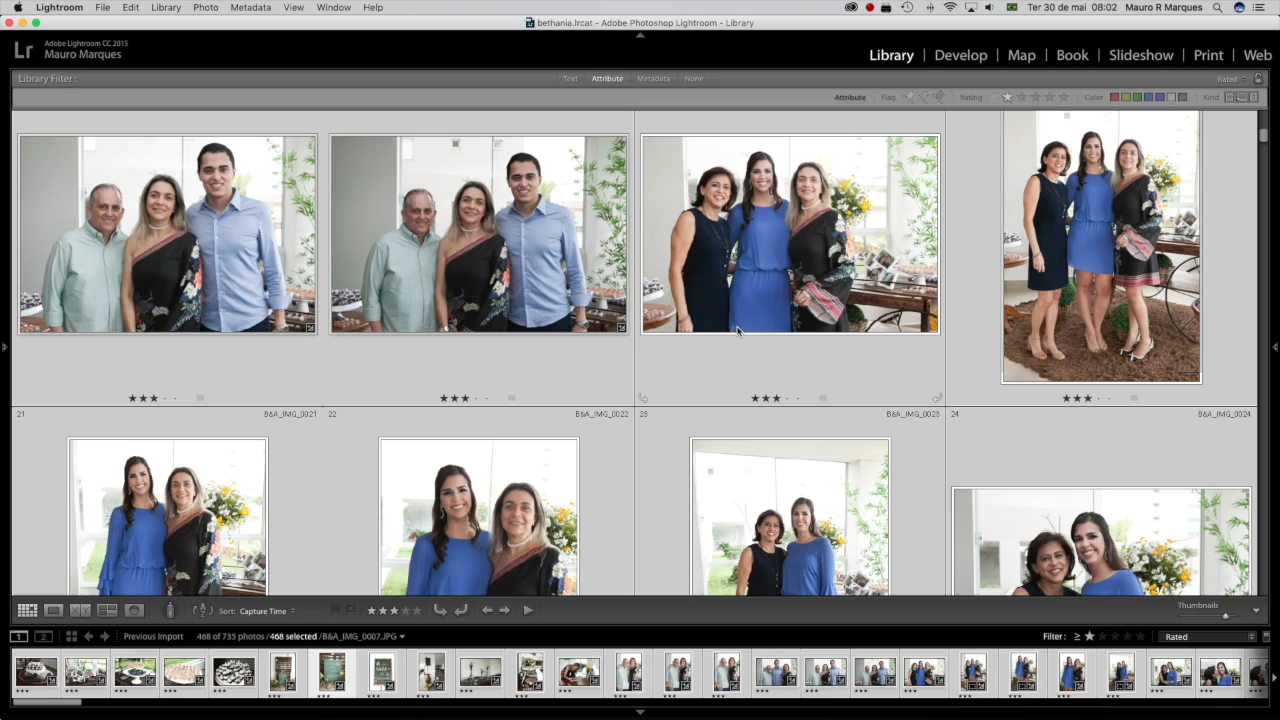 Lightroom File Edit Library Photo Metadata View Window Help Ter 30 de mai 08:02 Mauro R Marques
bethania.lrcat - Adobe Photoshop Lightroom - Library
Lr Adobe Lightroom CC 2015
Mauro Marques
Library | Develop | Map | Book | Slideshow | Print | Web
Library Filter : Text Attribute Metadata None Rated
Attribute Flag Rating Color Kind
21 B&A_IMG_0021 22 B&A_IMG_0022 23 B&A_IMG_0023 24 B&A_IMG_0024
Sort: Capture Time Thumbnails
1 2 Previous Import 468 of 735 photos /468 selected /B&A_IMG_0007.JPG Filter : ≥ Rated